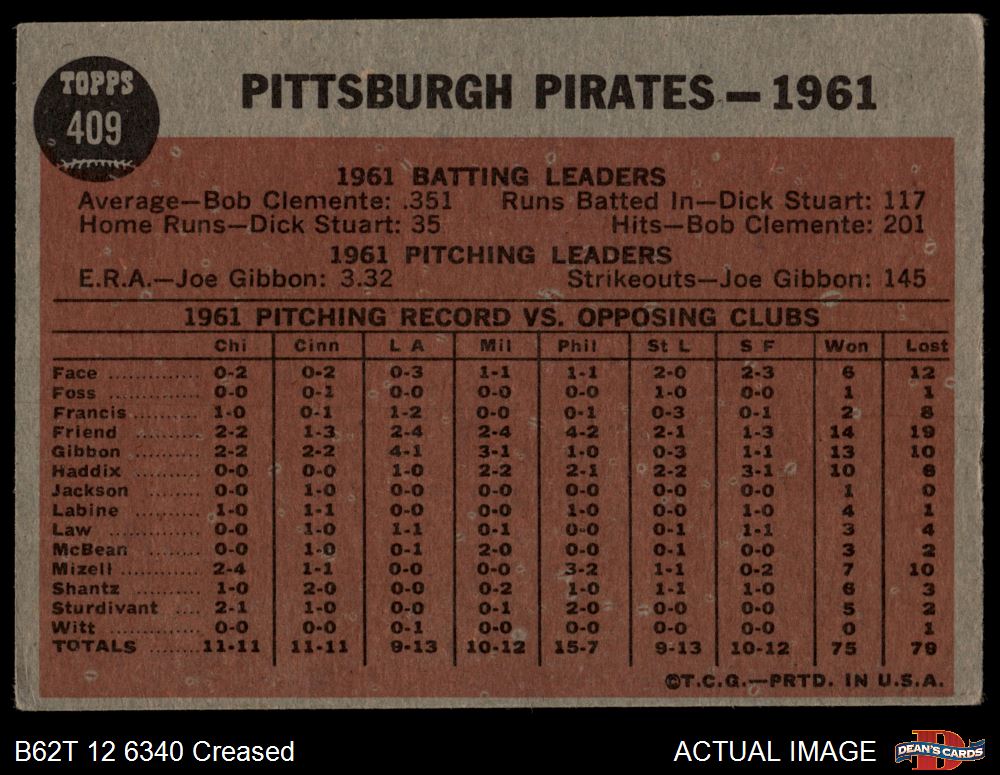 TOPPS
409
PITTSBURGH PIRATES — 1961
1961 BATTING LEADERS
Average—Bob Clemente: .351 Runs Batted In—Dick Stuart: 117
Home Runs—Dick Stuart: 35 Hits—Bob Clemente: 201
1961 PITCHING LEADERS
E.R.A.—Joe Gibbon: 3.32 Strikeouts—Joe Gibbon: 145
1961 PITCHING RECORD VS. OPPOSING CLUBS
Chi Cinn L A Mil Phil St L S F Won Lost
Face .............. 0-2 0-2 0-3 1-1 1-1 2-0 2-3 6 12
Foss .............. 0-0 0-1 0-0 0-0 0-0 1-0 0-0 1 1
Francis ........... 1-0 0-1 1-2 0-0 0-1 0-3 0-1 2 8
Friend ........... 2-2 1-3 2-4 2-4 4-2 2-1 1-3 14 19
Gibbon ........... 2-2 2-2 4-1 3-1 1-0 0-3 1-1 13 10
Haddix ........... 0-0 0-0 1-0 2-2 2-1 2-2 3-1 10 6
Jackson ......... 0-0 1-0 0-0 0-0 0-0 0-0 0-0 1 0
Labine ........... 1-0 1-1 0-0 0-0 1-0 0-0 1-0 4 1
Law .............. 0-0 1-0 1-1 0-1 0-0 0-1 1-1 3 4
McBean ......... 0-0 1-0 0-1 2-0 0-0 0-1 0-0 3 2
Mizell ............ 2-4 1-1 0-0 0-0 3-2 1-1 0-2 7 10
Shantz ........... 1-0 2-0 0-0 0-2 1-0 1-1 1-0 6 3
Sturdivant .... 2-1 1-0 0-0 0-1 2-0 0-0 0-0 5 2
Witt .............. 0-0 0-0 0-1 0-0 0-0 0-0 0-0 0 1
TOTALS ......... 11-11 11-11 9-13 10-12 15-7 9-13 10-12 75 79
©T.C.G.—PRTD. IN U.S.A.
B62T 12 6340 Creased ACTUAL IMAGE
D
DEAN'S CARDS